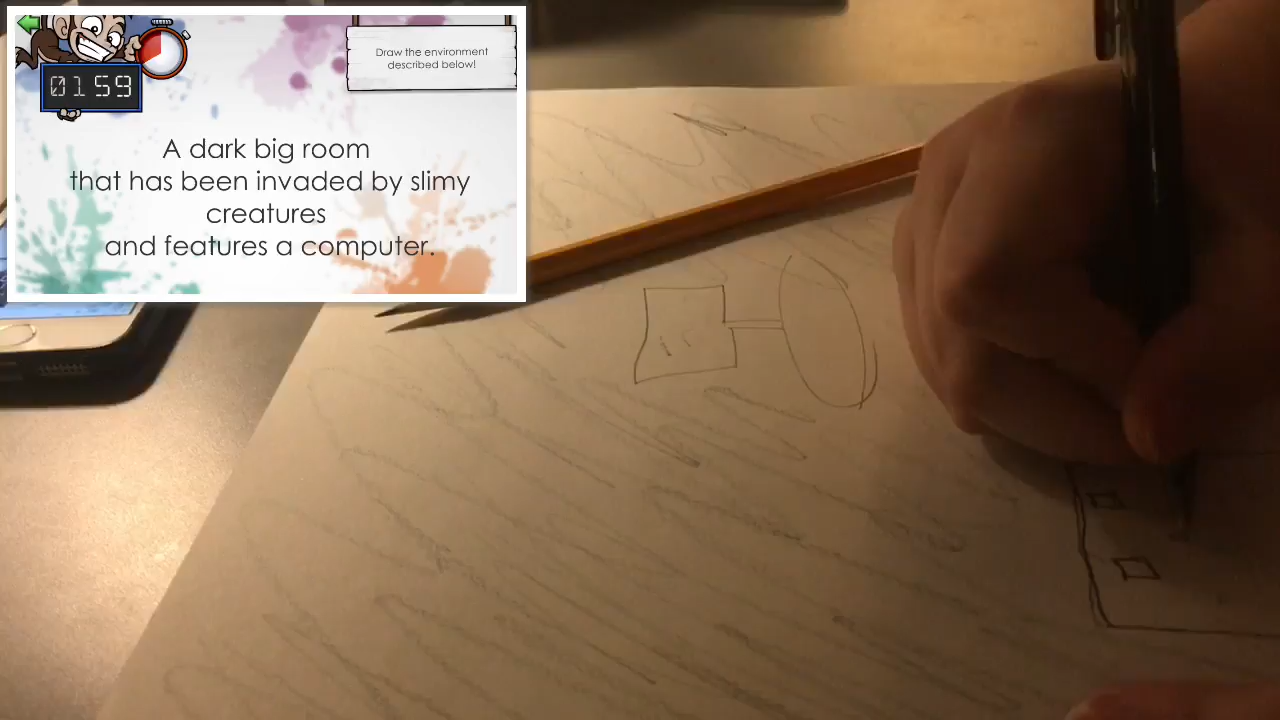 01 59
Draw the environment
described below!
A dark big room
that has been invaded by slimy
creatures
and features a computer.